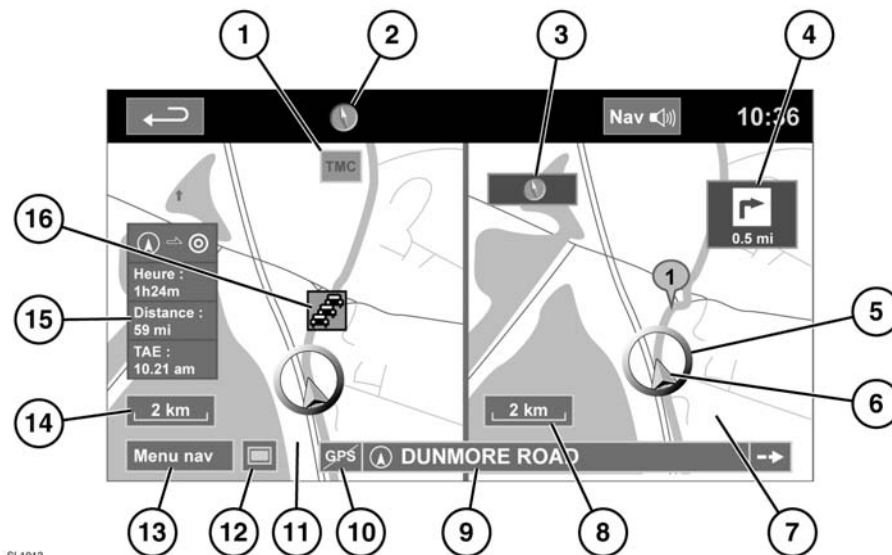 1
2
3
4
Nav
10:36
TMC
16
0.5 mi
Heure :
1h24m
1
15
Distance :
59 mi
5
TAE :
10.21 am
6
14
2 km
2 km
Menu nav
GPS
DUNMORE ROAD
13
12
11
10
9
8
7